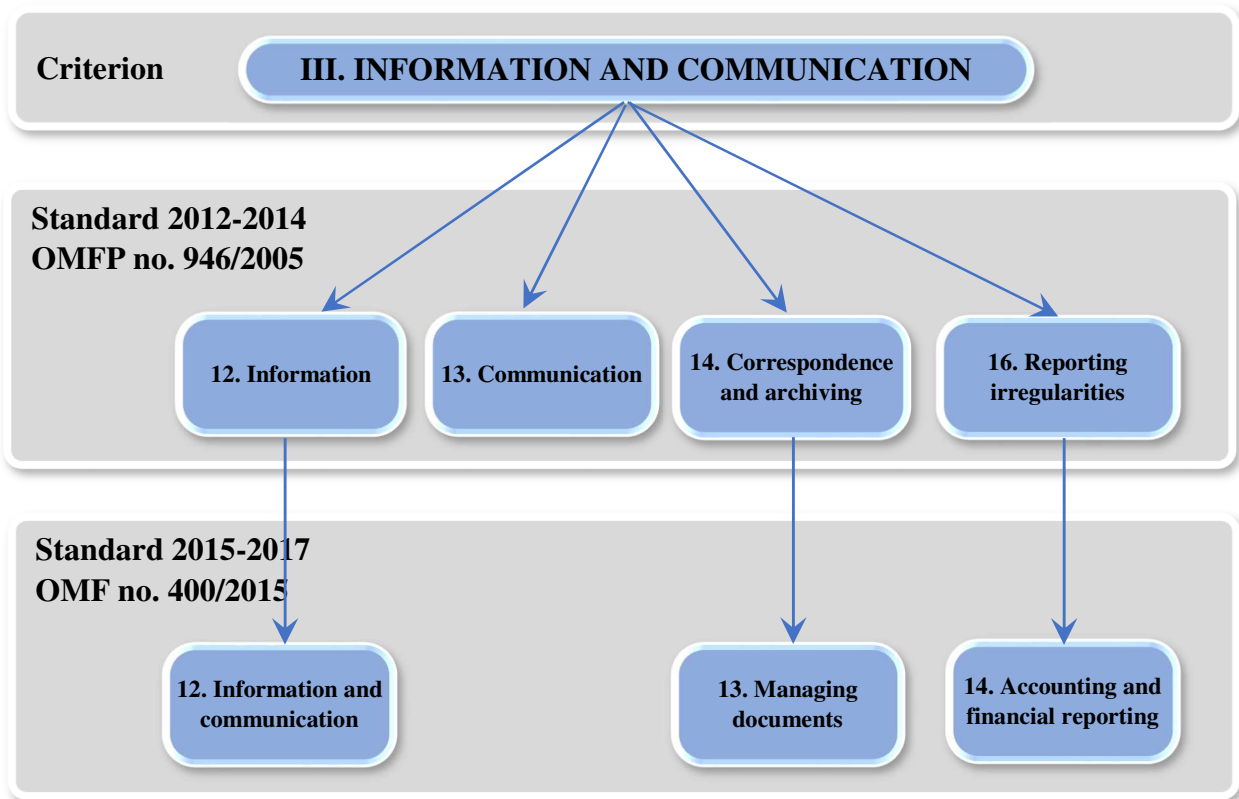 Criterion
III. INFORMATION AND COMMUNICATION
Standard 2012-2014
OMFP no. 946/2005
12. Information
13. Communication
14. Correspondence
and archiving
16. Reporting
irregularities
Standard 2015-2017
OMF no. 400/2015
12. Information and
communication
13. Managing
documents
14. Accounting and
financial reporting